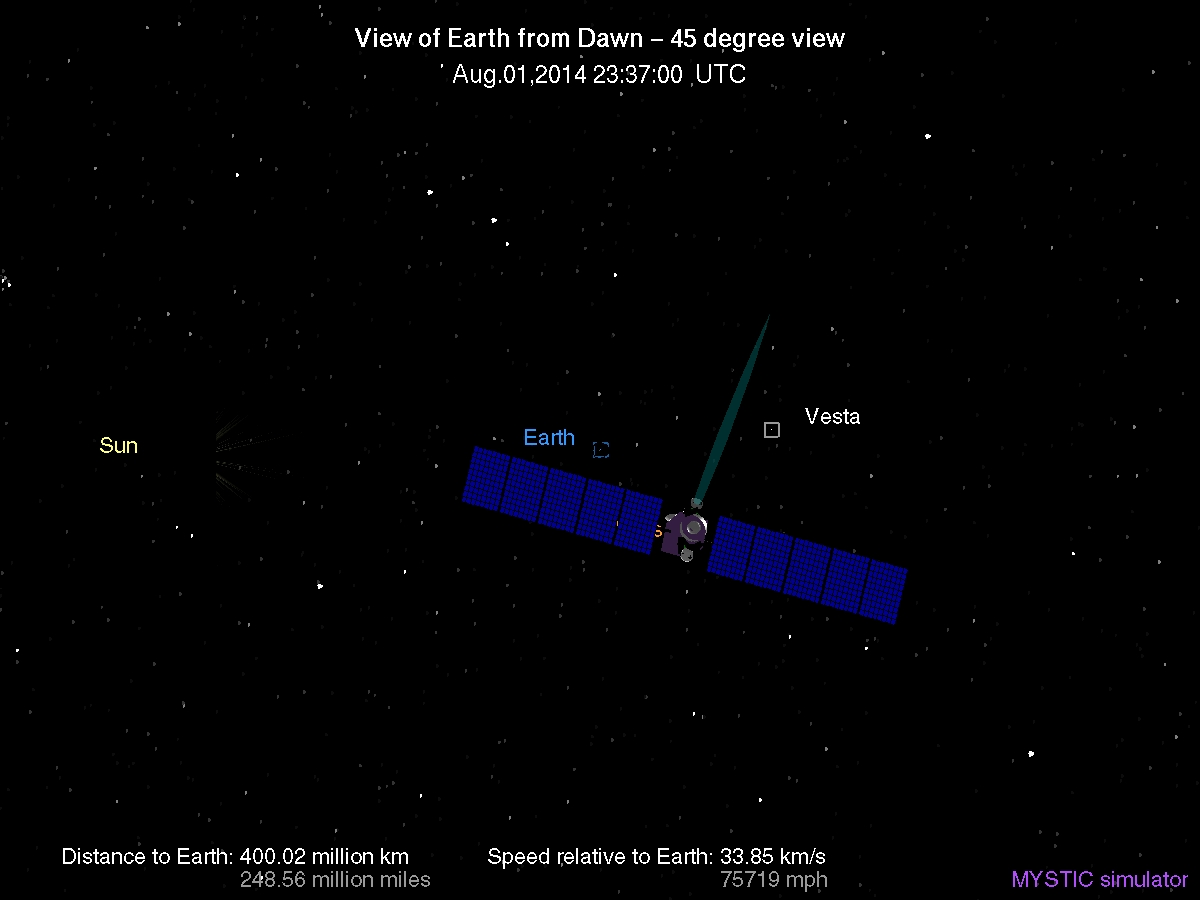 View of Earth from Dawn – 45 degree view
Aug.01,2014 23:37:00 UTC
Vesta
Earth
Sun
Distance to Earth: 400.02 million km
248.56 million miles
Speed relative to Earth: 33.85 km/s
75719 mph
MYSTIC simulator